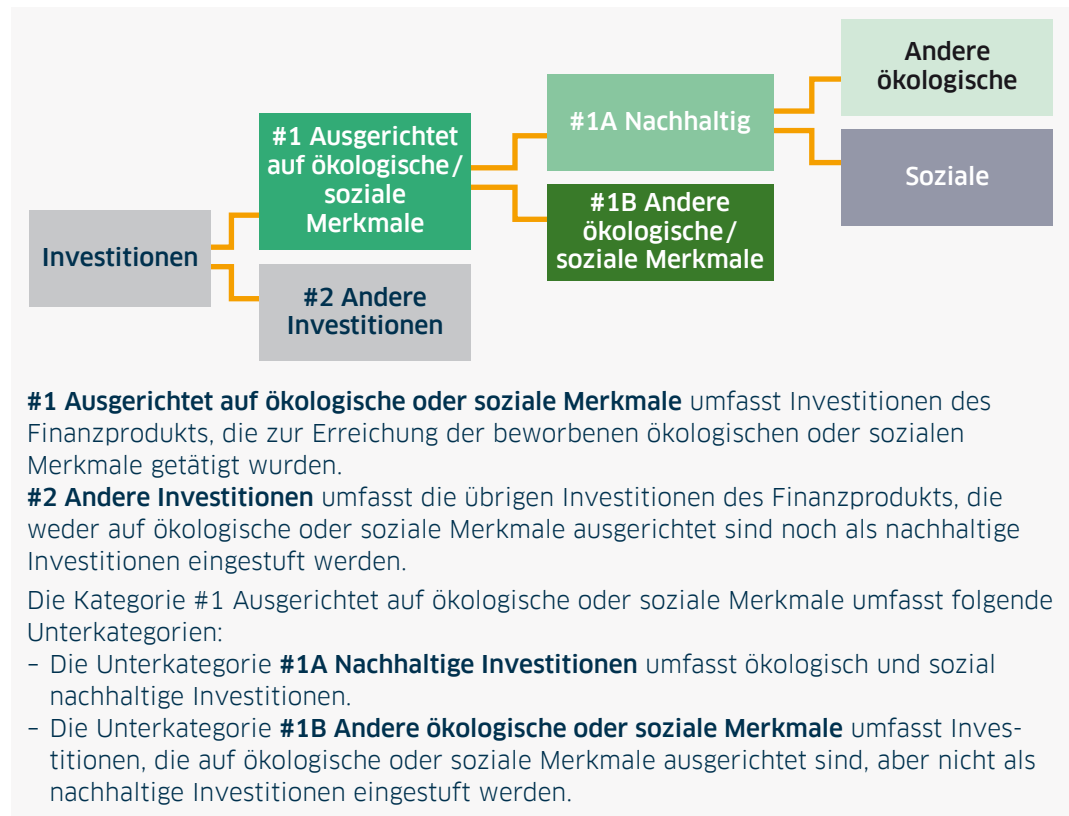 Andere
ökologische
#1A Nachhaltig
#1 Ausgerichtet
auf ökologische/
soziale
Merkmale
Soziale
#1B Andere
ökologische/
soziale Merkmale
Investitionen
#2 Andere
Investitionen
#1 Ausgerichtet auf ökologische oder soziale Merkmale umfasst Investitionen des
Finanzprodukts, die zur Erreichung der beworbenen ökologischen oder sozialen
Merkmale getätigt wurden.
#2 Andere Investitionen umfasst die übrigen Investitionen des Finanzprodukts, die
weder auf ökologische oder soziale Merkmale ausgerichtet sind noch als nachhaltige
Investitionen eingestuft werden.
Die Kategorie #1 Ausgerichtet auf ökologische oder soziale Merkmale umfasst folgende
Unterkategorien:
– Die Unterkategorie #1A Nachhaltige Investitionen umfasst ökologisch und sozial
nachhaltige Investitionen.
– Die Unterkategorie #1B Andere ökologische oder soziale Merkmale umfasst Inves-
titionen, die auf ökologische oder soziale Merkmale ausgerichtet sind, aber nicht als
nachhaltige Investitionen eingestuft werden.